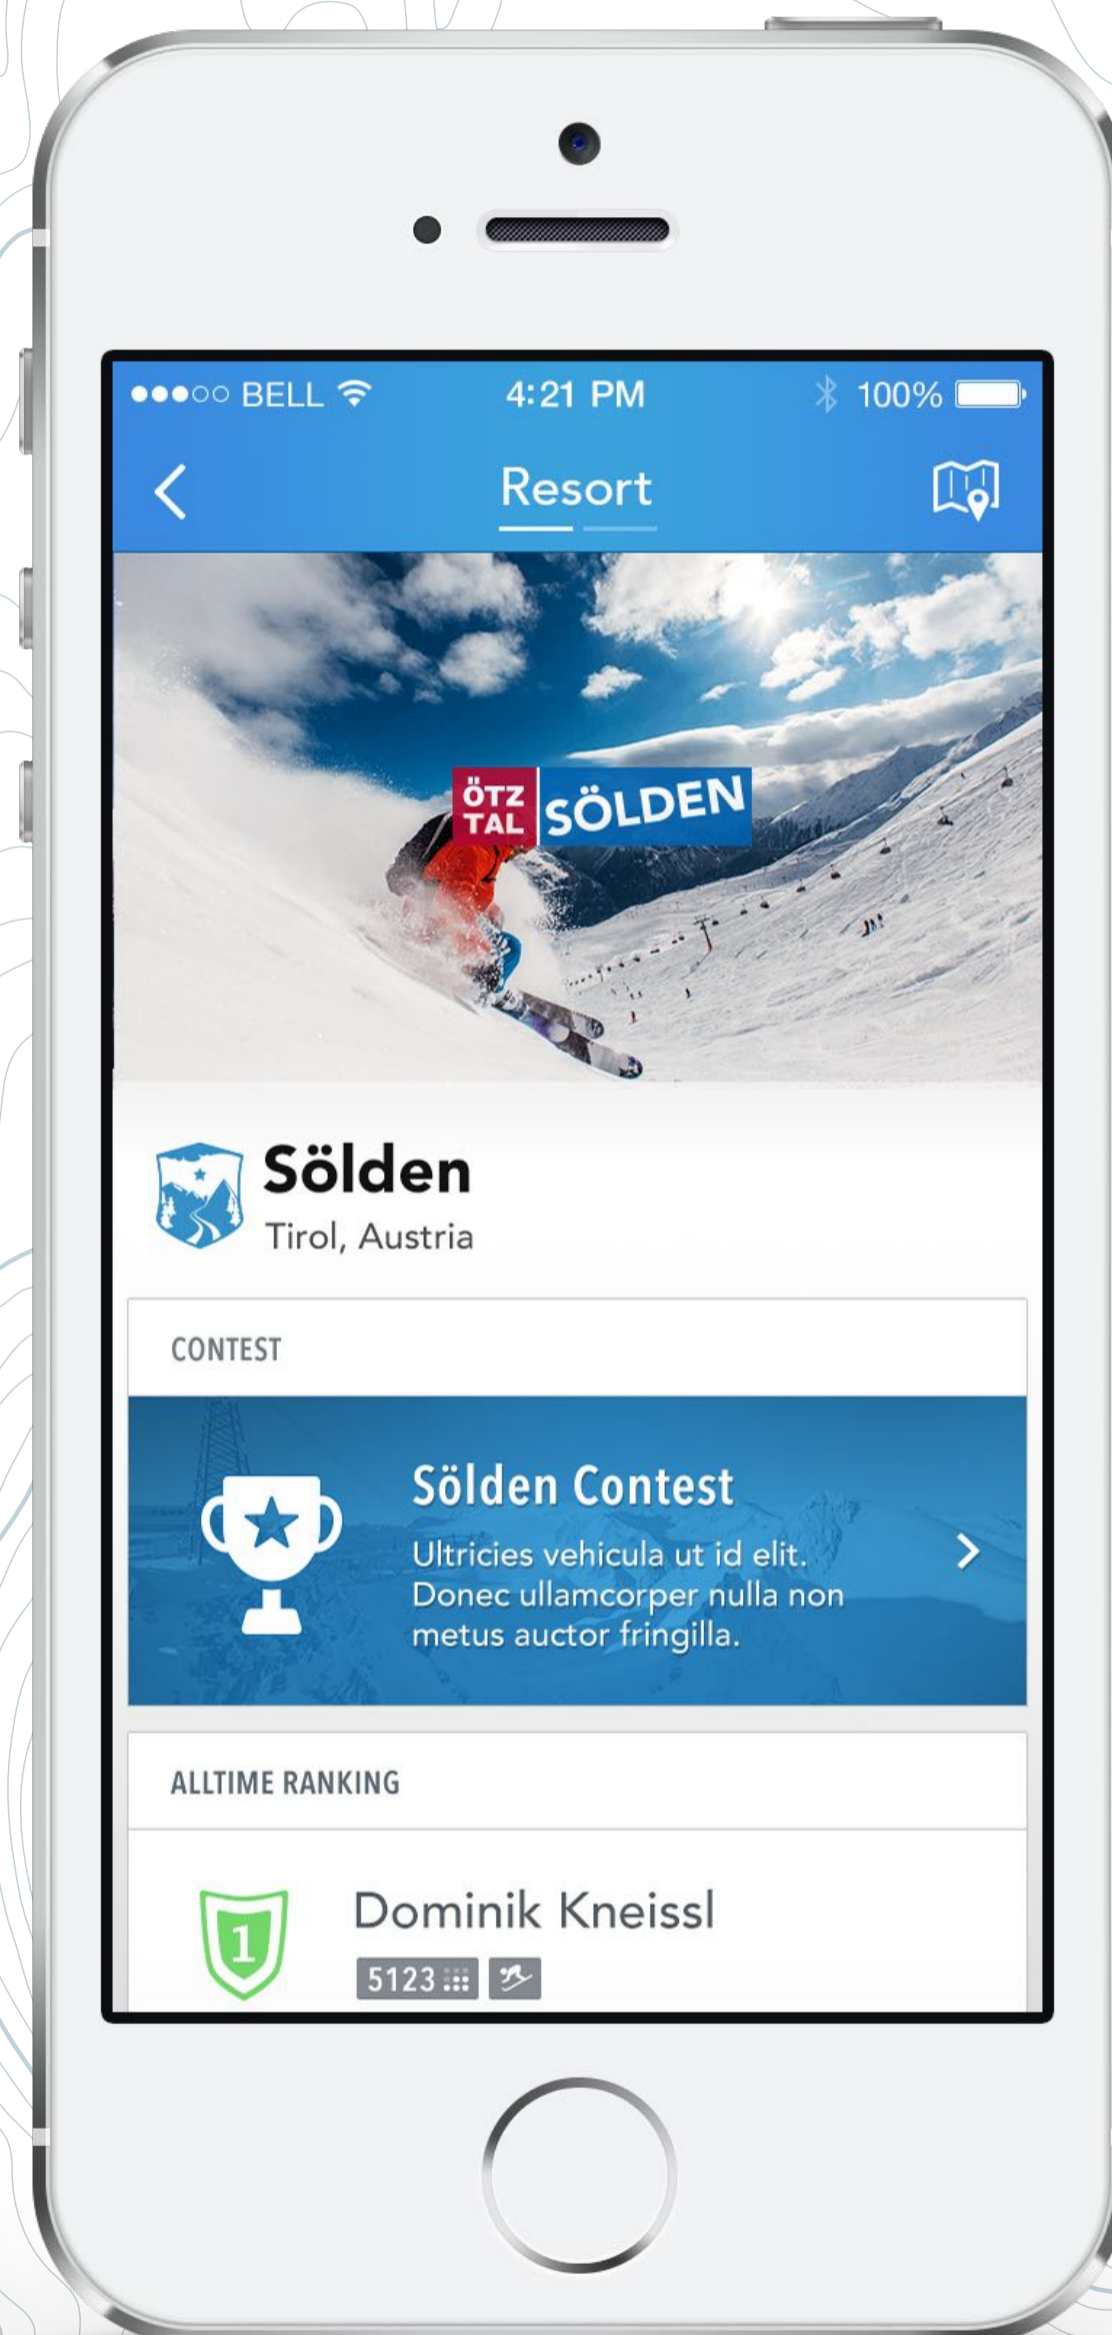 BELL 4:21 PM 100%
Resort
ÖTZ
TAL SÖLDEN
Sölden
Tirol, Austria
CONTEST
Sölden Contest
Ultricies vehicula ut id elit.
Donec ullamcorper nulla non
metus auctor fringilla.
ALLTIME RANKING
1 Dominik Kneissl
5123